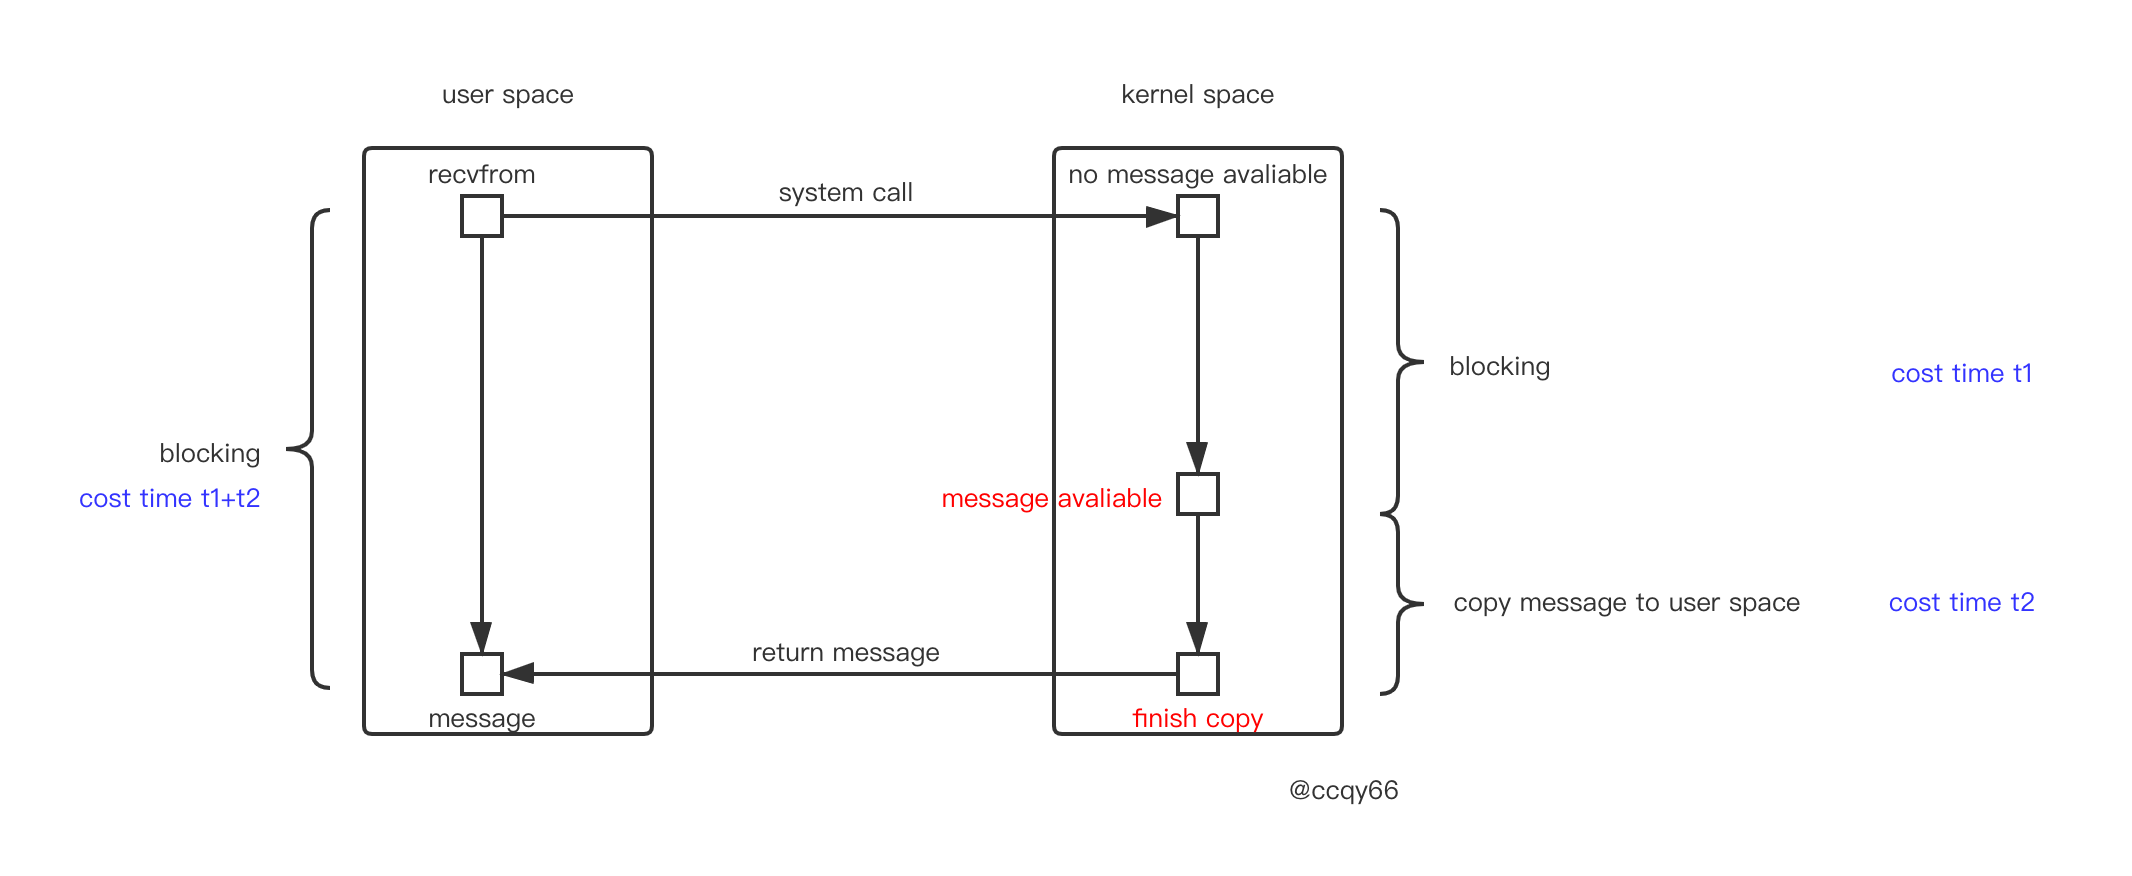 user space
kernel space
recvfrom
no message avaliable
system call
blocking
cost time t1
blocking
cost time t1+t2
message avaliable
copy message to user space
cost time t2
return message
message
finish copy
@ccqy66